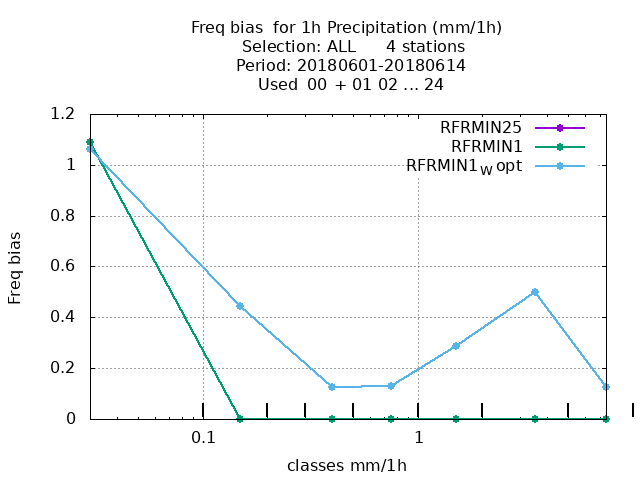 Freq bias  for 1h Precipitation (mm/1h)
Selection: ALL      4 stations
Period: 20180601-20180614
Used  00  + 01 02 ... 24
1.2
1
0.8
0.6
0.4
0.2
0
Freq bias
RFRMIN25
RFRMIN1
RFRMIN1W opt
0.1
1
classes mm/1h